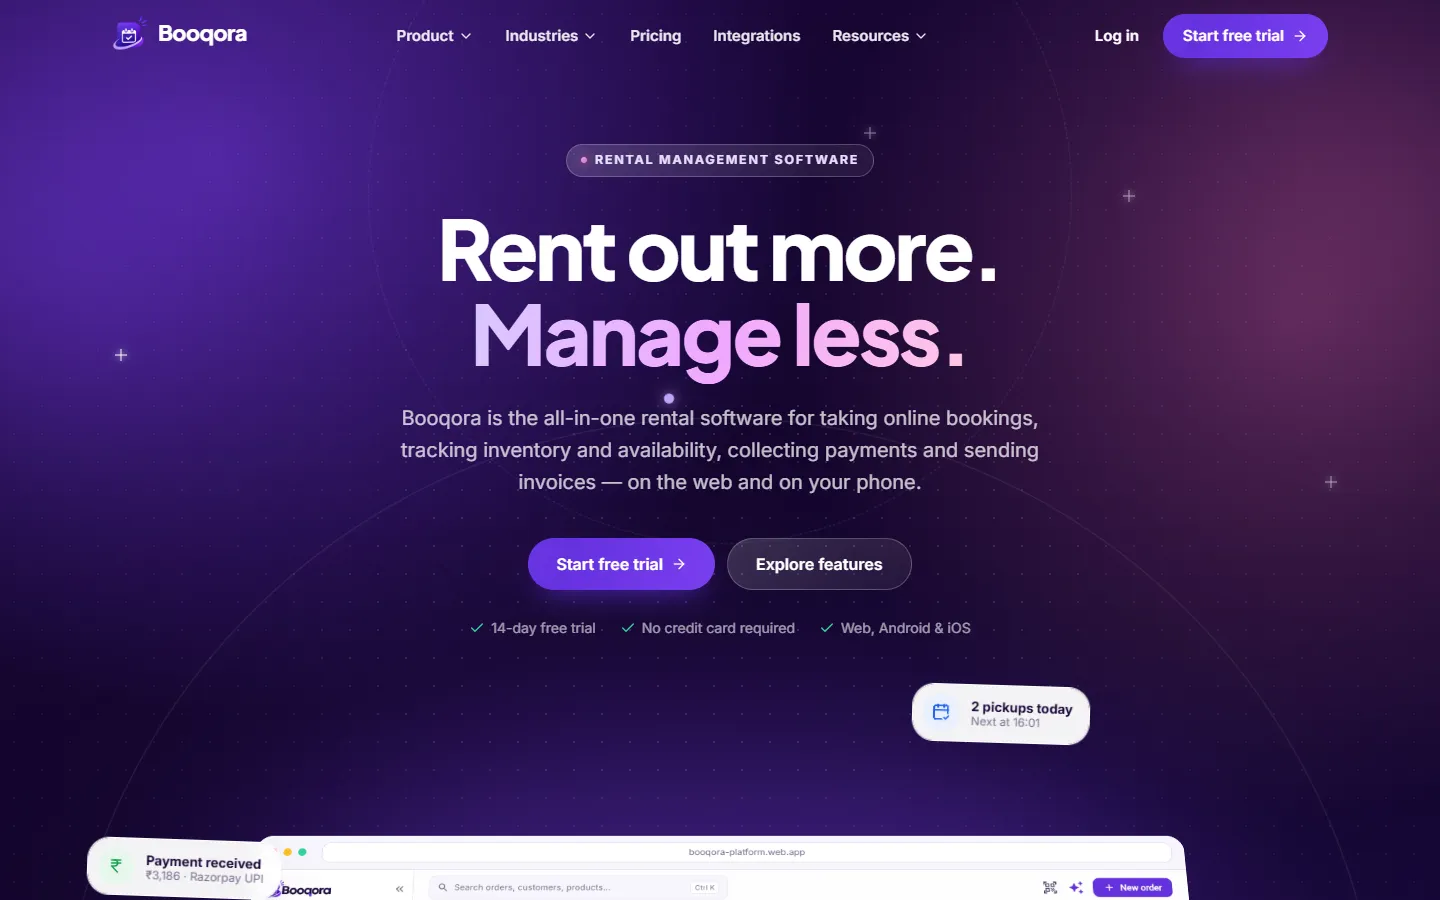 Booqora
Product
Industries
Pricing
Integrations
Resources
Log in
Start free trial
RENTAL MANAGEMENT SOFTWARE
Rent out more.
Manage less.
Booqora is the all-in-one rental software for taking online bookings,
tracking inventory and availability, collecting payments and sending
invoices — on the web and on your phone.
Start free trial
Explore features
14-day free trial
No credit card required
Web, Android & iOS
2 pickups today
Next at 16:01
Payment received
₹3,186 · Razorpay UPI
booqora-platform.web.app
Booqora
Search orders, customers, products...
Ctrl K
New order